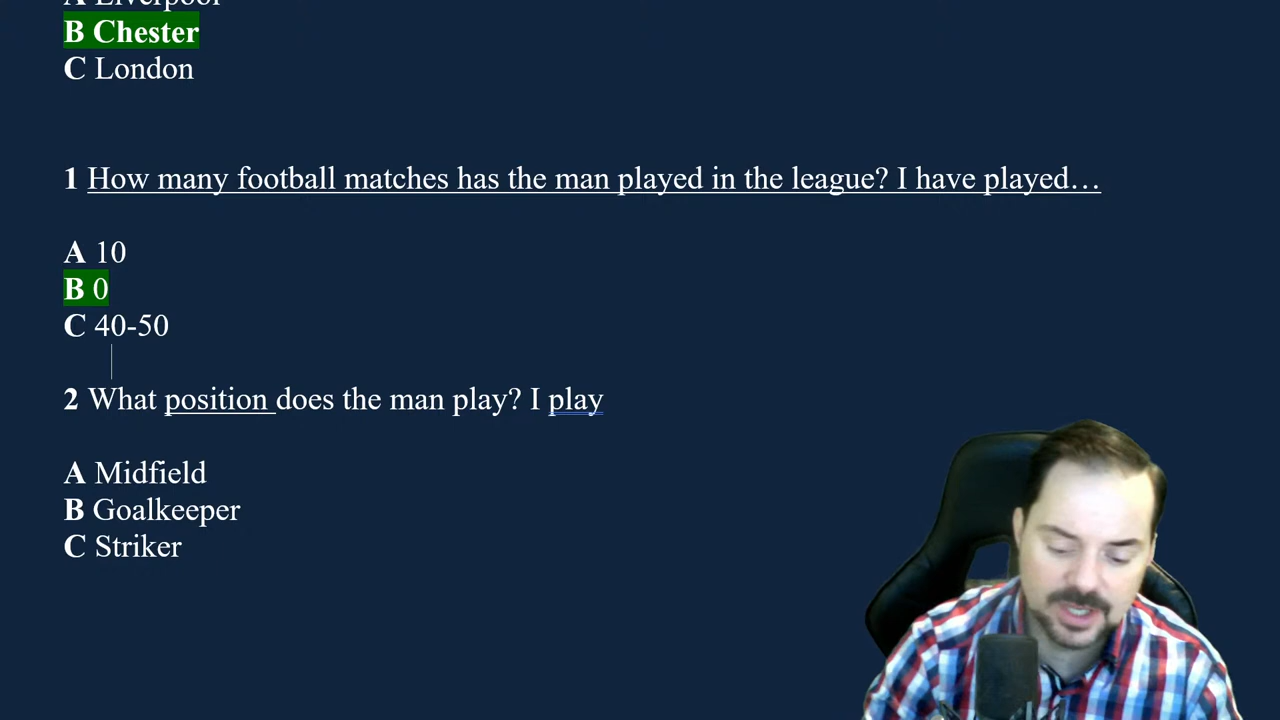 A Liverpool
B Chester
C London
1 How many football matches has the man played in the league? I have played…
A 10
B 0
C 40-50
2 What position does the man play? I play
A Midfield
B Goalkeeper
C Striker